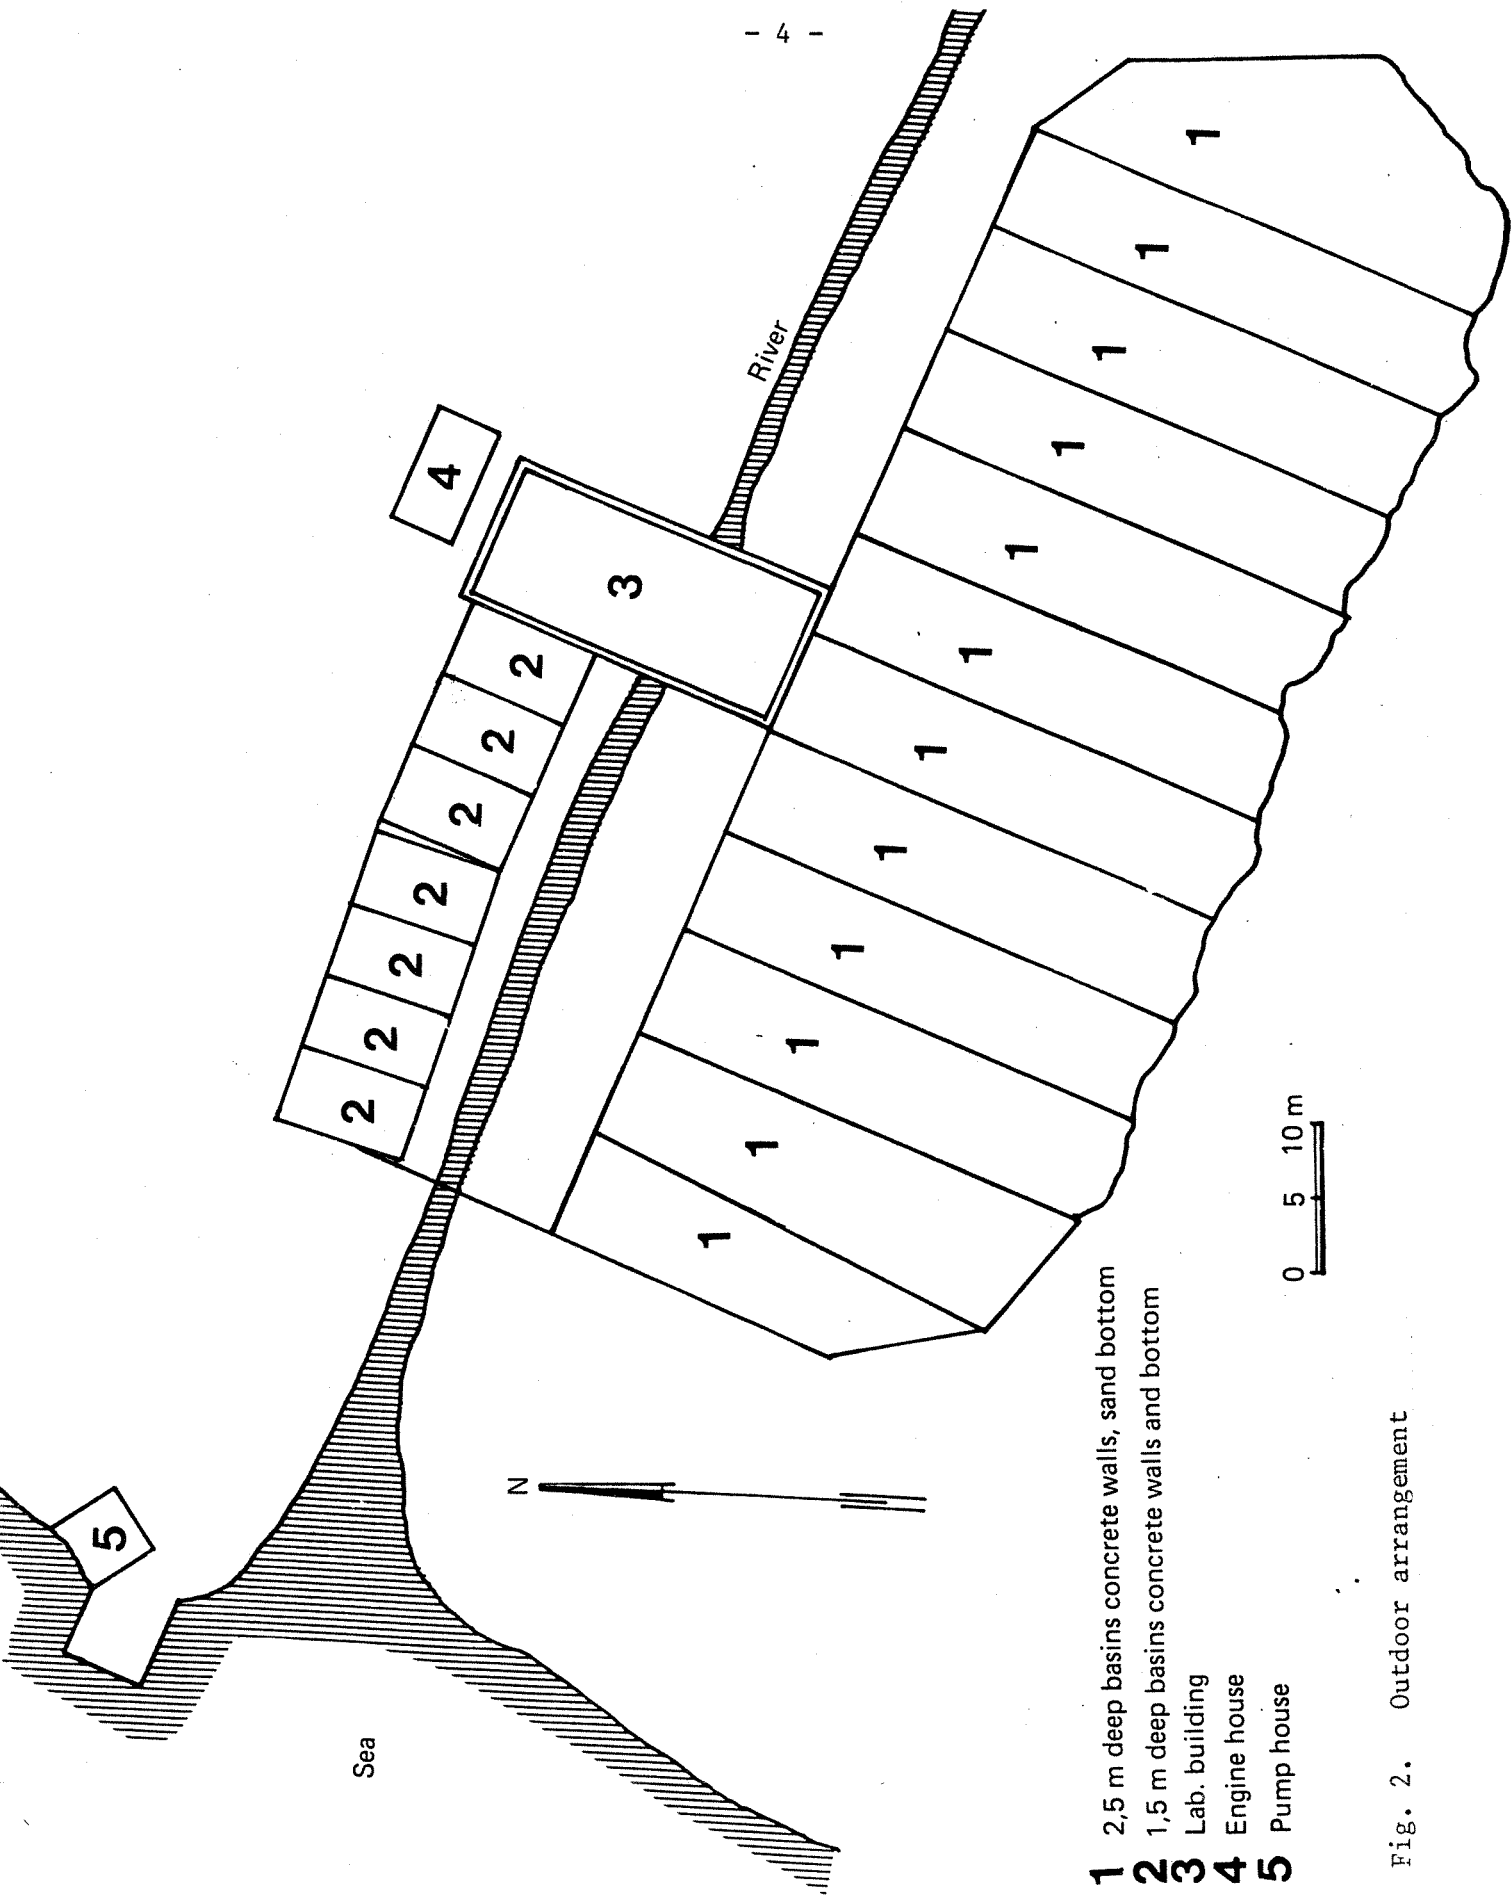 - 4 -
5
Sea
N
2
2
2
2
2
2
2
4
3
River
1
1
1
1
1
1
1
1
1
1
1
1
1 2,5 m deep basins concrete walls, sand bottom
2 1,5 m deep basins concrete walls and bottom
3 Lab. building
4 Engine house
5 Pump house
0 5 10 m
Fig. 2. Outdoor arrangement